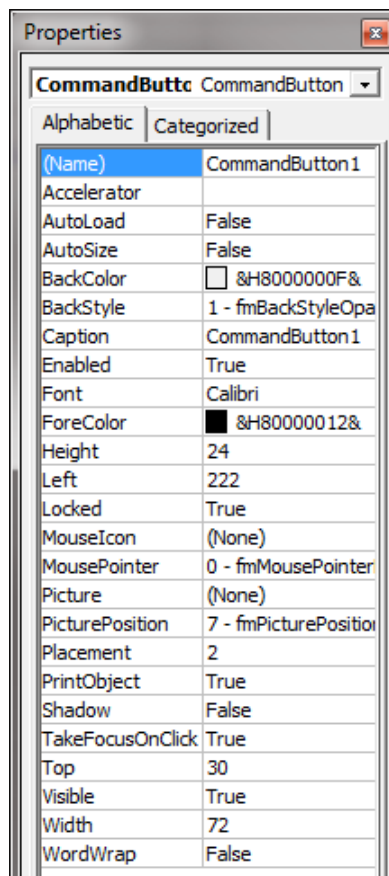 Properties
CommandButto CommandButton
Alphabetic Categorized
(Name) CommandButton1
Accelerator
AutoLoad False
AutoSize False
BackColor &H8000000F&
BackStyle 1 - fmBackStyleOpa
Caption CommandButton1
Enabled True
Font Calibri
ForeColor &H80000012&
Height 24
Left 222
Locked True
MouseIcon (None)
MousePointer 0 - fmMousePointer
Picture (None)
PicturePosition 7 - fmPicturePosition
Placement 2
PrintObject True
Shadow False
TakeFocusOnClick True
Top 30
Visible True
Width 72
WordWrap False